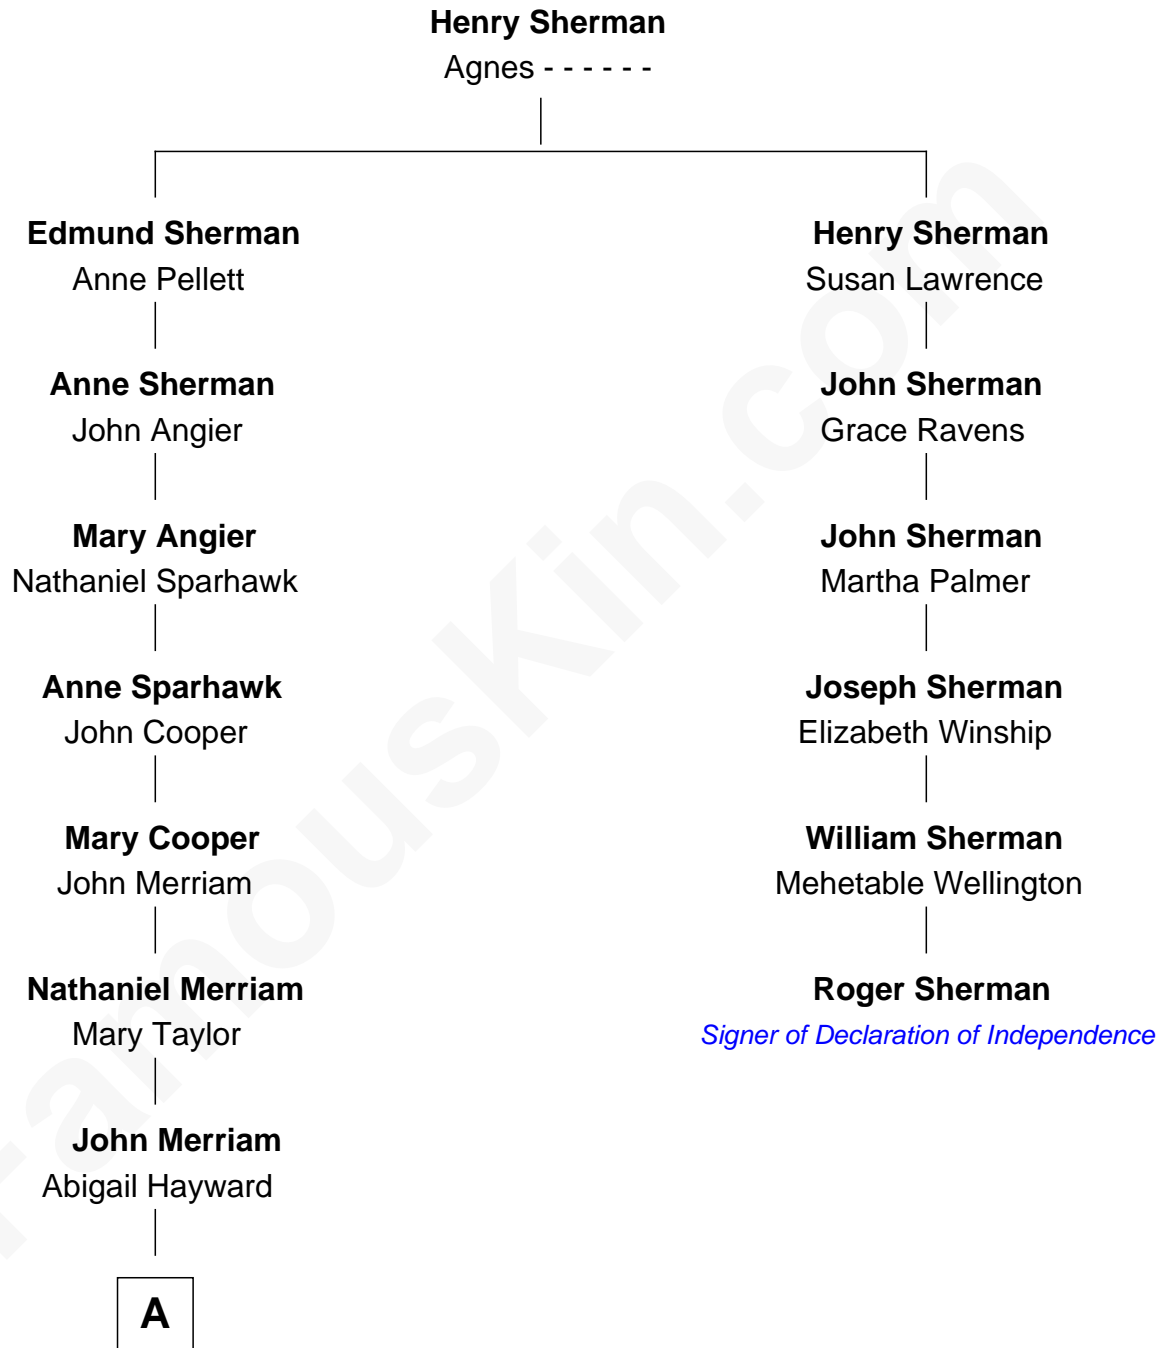 Henry Sherman
Agnes - - - - - -
Edmund Sherman
Anne Pellett
Henry Sherman
Susan Lawrence
Anne Sherman
John Angier
John Sherman
Grace Ravens
Mary Angier
Nathaniel Sparhawk
John Sherman
Martha Palmer
Anne Sparhawk
John Cooper
Joseph Sherman
Elizabeth Winship
Mary Cooper
John Merriam
William Sherman
Mehetable Wellington
Nathaniel Merriam
Mary Taylor
Roger Sherman
Signer of Declaration of Independence
John Merriam
Abigail Hayward
A
FamousKin.com